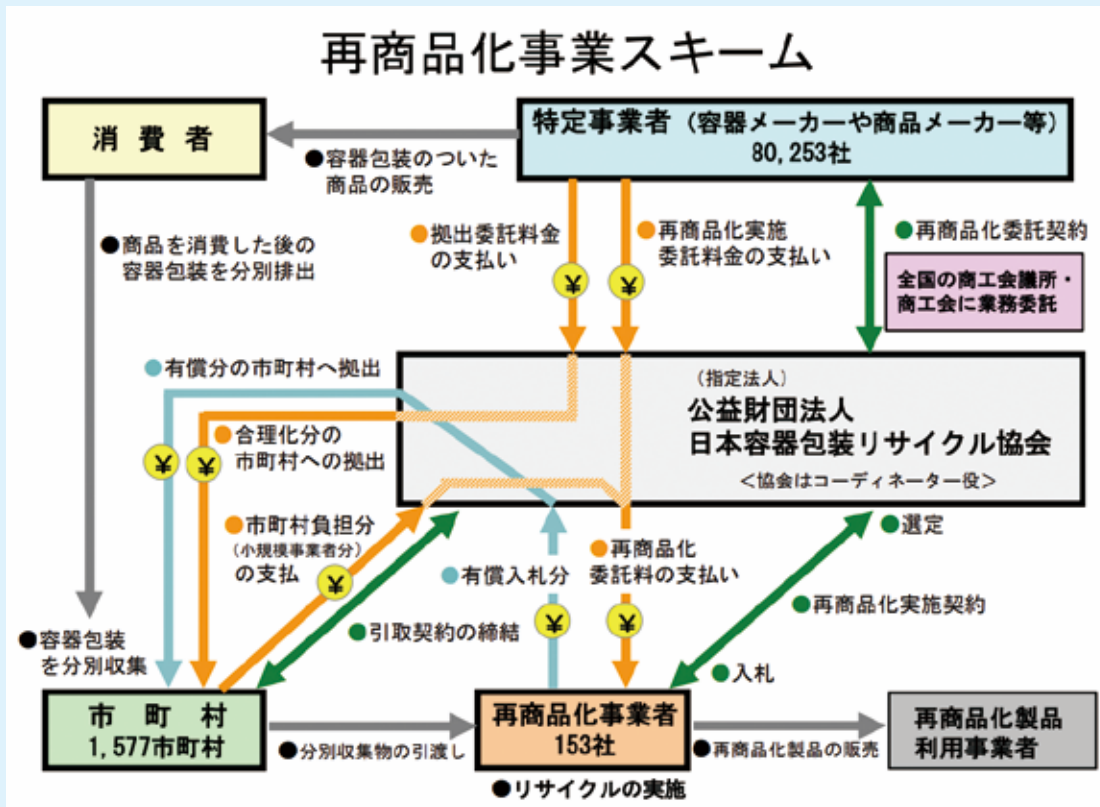 再商品化事業スキーム
消費者
特定事業者（容器メーカーや商品メーカー等）
80,253社
●容器包装のついた
商品の販売
●商品を消費した後の
容器包装を分別排出
●拠出委託料金
の支払い
●再商品化実施
委託料金の支払い
●再商品化委託契約
全国の商工会議所・
商工会に業務委託
¥
¥
●有償分の市町村へ拠出
（指定法人）
公益財団法人
日本容器包装リサイクル協会
＜協会はコーディネーター役＞
●合理化分の
市町村への拠出
¥
¥
●市町村負担分
（小規模事業者分）
の支払
¥
●有償入札分
●再商品化
委託料の支払い
●選定
●再商品化実施契約
●入札
¥
¥
●引取契約の締結
●容器包装
を分別収集
市町村
1,577市町村
●分別収集物の引渡し
再商品化事業者
153社
●リサイクルの実施
●再商品化製品の販売
再商品化製品
利用事業者